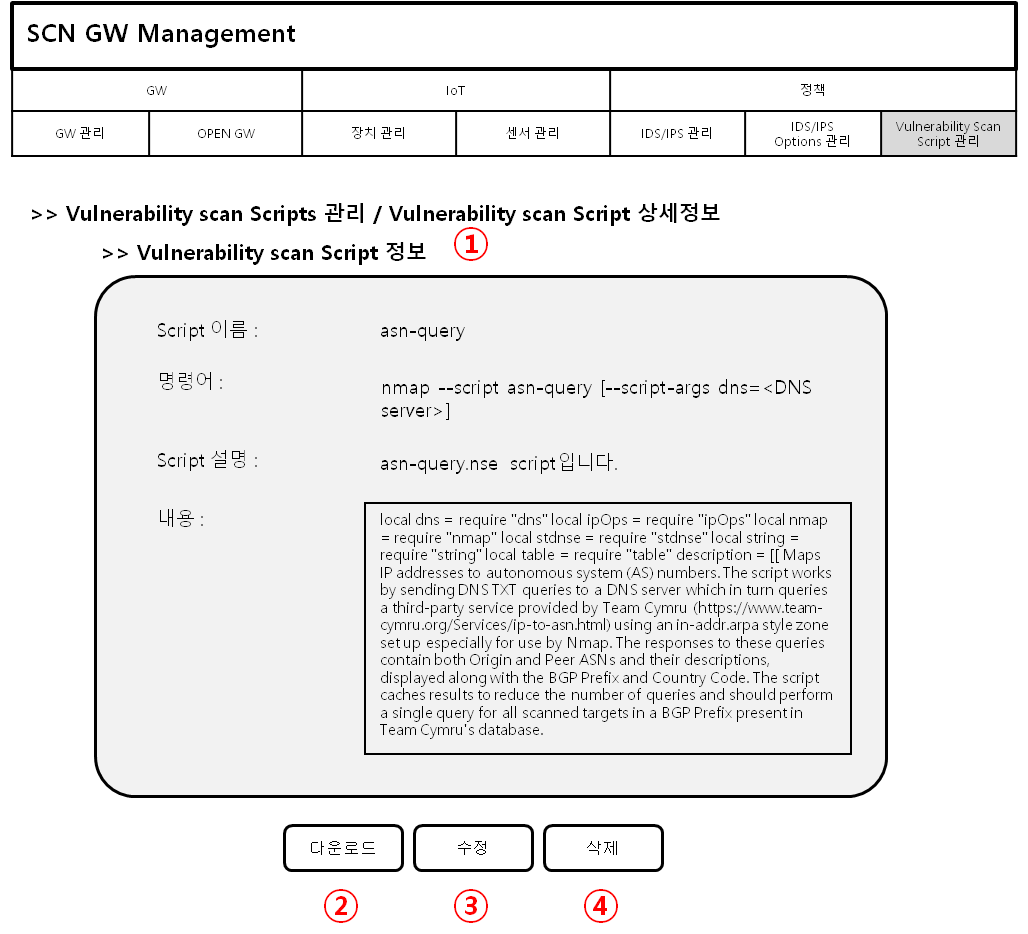 SCN GW Management
GW
IoT
정책
GW 관리
OPEN GW
장치 관리
센서 관리
IDS/IPS 관리
IDS/IPS
Options 관리
Vulnerability Scan
Script 관리
>> Vulnerability scan Scripts 관리 / Vulnerability scan Script 상세정보
>> Vulnerability scan Script 정보
①
Script 이름 :
asn-query
명령어 :
nmap --script asn-query [--script-args dns=<DNS
server>]
Script 설명 :
asn-query.nse script입니다.
내용 :
local dns = require "dns" local ipOps = require "ipOps" local nmap
= require "nmap" local stdnse = require "stdnse" local string =
require "string" local table = require "table" description = [[ Maps
IP addresses to autonomous system (AS) numbers. The script works
by sending DNS TXT queries to a DNS server which in turn queries
a third-party service provided by Team Cymru (https://www.team-
cymru.org/Services/ip-to-asn.html) using an in-addr.arpa style zone
set up especially for use by Nmap. The responses to these queries
contain both Origin and Peer ASNs and their descriptions,
displayed along with the BGP Prefix and Country Code. The script
caches results to reduce the number of queries and should perform
a single query for all scanned targets in a BGP Prefix present in
Team Cymru's database.
다운로드
수정
삭제
②
③
④